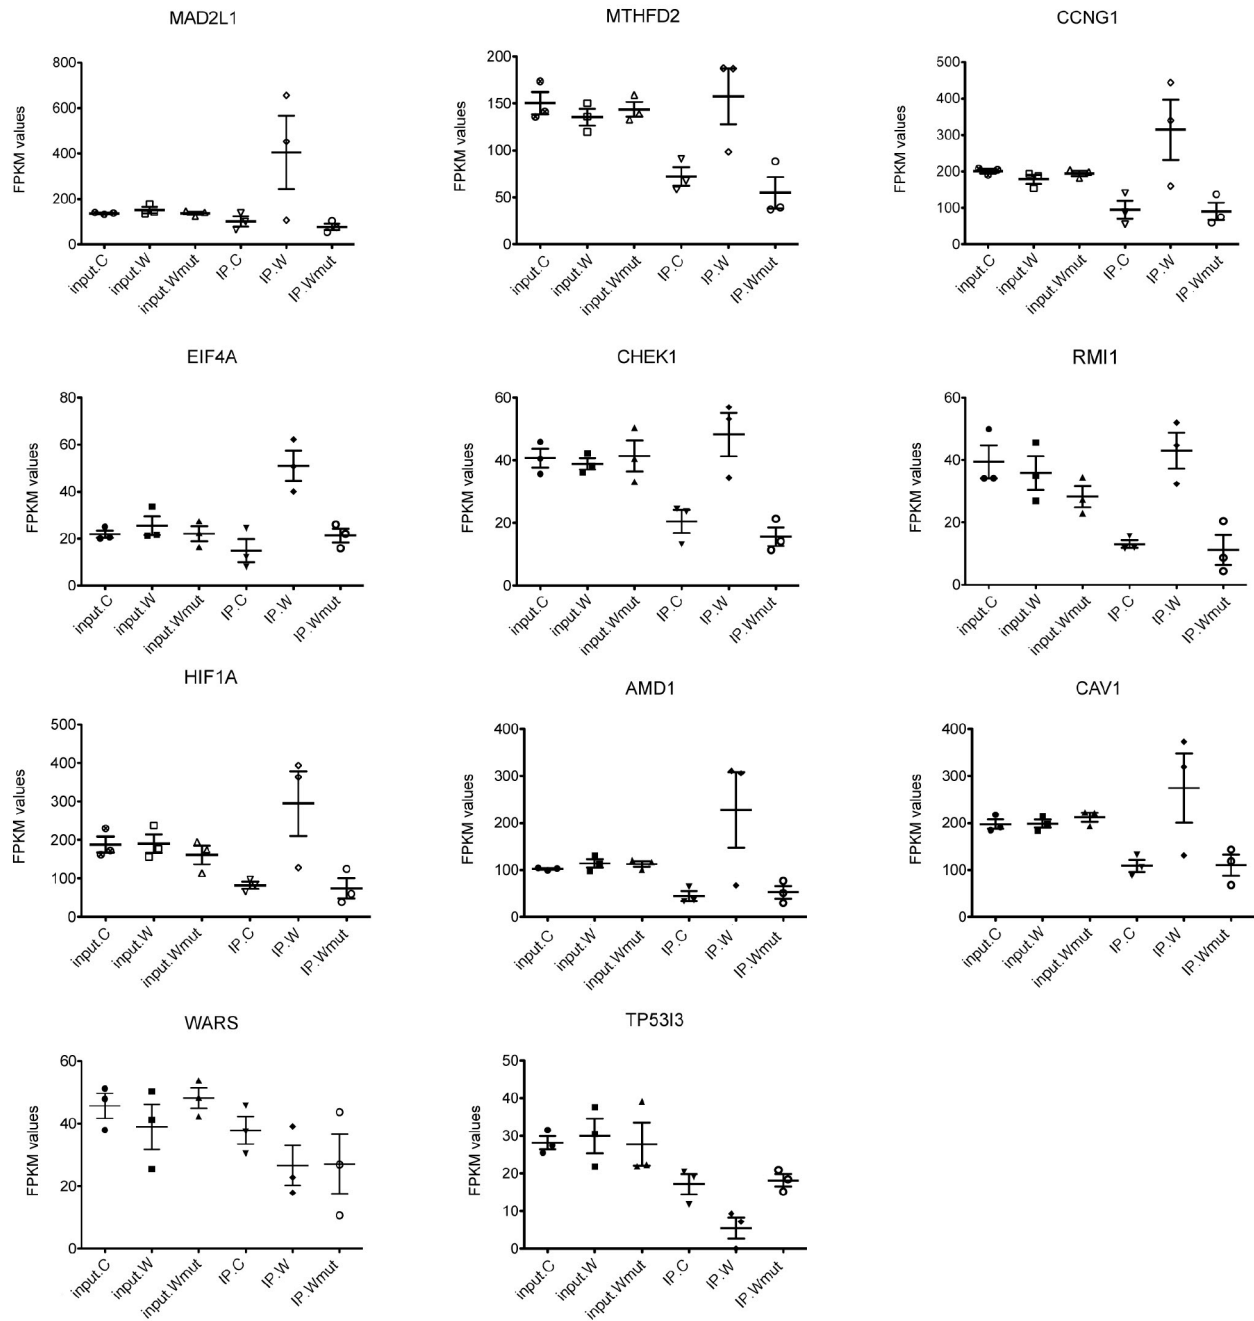 MAD2L1
FPKM values
800
600
400
200
0
input.C
input.W
input.Wmut
IP.C
IP.W
IP.Wmut
MTHFD2
FPKM values
200
150
100
50
0
input.C
input.W
input.Wmut
IP.C
IP.W
IP.Wmut
CCNG1
FPKM values
500
400
300
200
100
0
input.C
input.W
input.Wmut
IP.C
IP.W
IP.Wmut
EIF4A
FPKM values
80
60
40
20
0
input.C
input.W
input.Wmut
IP.C
IP.W
IP.Wmut
CHEK1
FPKM values
60
40
20
0
input.C
input.W
input.Wmut
IP.C
IP.W
IP.Wmut
RMI1
FPKM values
60
40
20
0
input.C
input.W
input.Wmut
IP.C
IP.W
IP.Wmut
HIF1A
FPKM values
500
400
300
200
100
0
input.C
input.W
input.Wmut
IP.C
IP.W
IP.Wmut
AMD1
FPKM values
400
300
200
100
0
input.C
input.W
input.Wmut
IP.C
IP.W
IP.Wmut
CAV1
FPKM values
400
300
200
100
0
input.C
input.W
input.Wmut
IP.C
IP.W
IP.Wmut
WARS
FPKM values
60
40
20
0
input.C
input.W
input.Wmut
IP.C
IP.W
IP.Wmut
TP53I3
FPKM values
50
40
30
20
10
0
input.C
input.W
input.Wmut
IP.C
IP.W
IP.Wmut